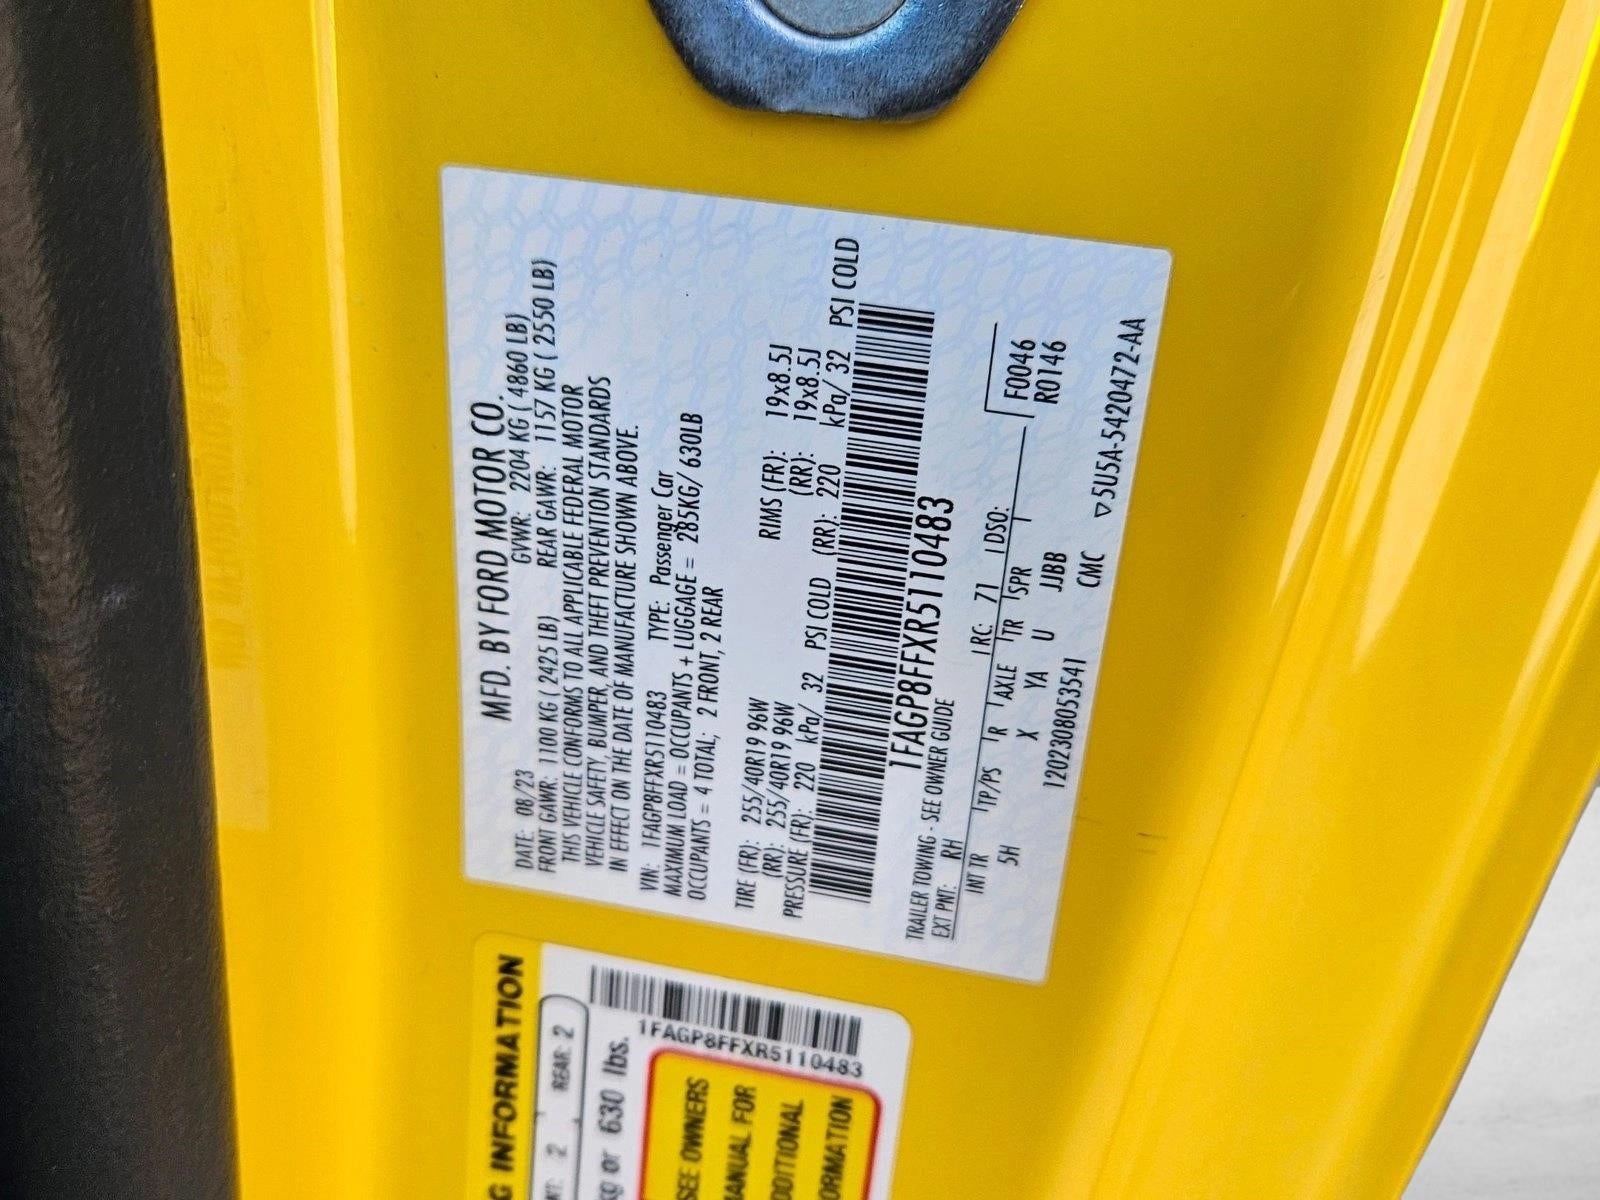 MFD. BY FORD MOTOR CO.
DATE: 08/23 GVWR: 2204 KG ( 4860 LB)
FRONT GAWR: 1100 KG ( 2425 LB) REAR GAWR: 1157 KG ( 2550 LB)
THIS VEHICLE CONFORMS TO ALL APPLICABLE FEDERAL MOTOR
VEHICLE SAFETY, BUMPER, AND THEFT PREVENTION STANDARDS
IN EFFECT ON THE DATE OF MANUFACTURE SHOWN ABOVE.
VIN: 1FAGP8FFXR5110483 TYPE: Passenger Car
MAXIMUM LOAD = OCCUPANTS + LUGGAGE = 285KG/ 630LB
OCCUPANTS = 4 TOTAL; 2 FRONT, 2 REAR
TIRE (FR): 255/40R19 96W RIMS (FR): 19x8.5J
(RR): 255/40R19 96W (RR): 19x8.5J
PRESSURE (FR): 220 kPa/ 32 PSI COLD (RR): 220 kPa/ 32 PSI COLD
1FAGP8FFXR5110483
TRAILER TOWING - SEE OWNER GUIDE
EXT PNT: RH RC: 71 DSO:
INT TR TP/PS R AXLE TR SPR F0046
5H X YA U JJBB R0146
1202308053541 CMC ▽5U5A-5420472-AA
G INFORMATION
NT: 2 REAR: 2
kg or 630 lbs.
1FAGP8FFXR5110483
SEE OWNERS
MANUAL FOR
ADDITIONAL
FORMATION